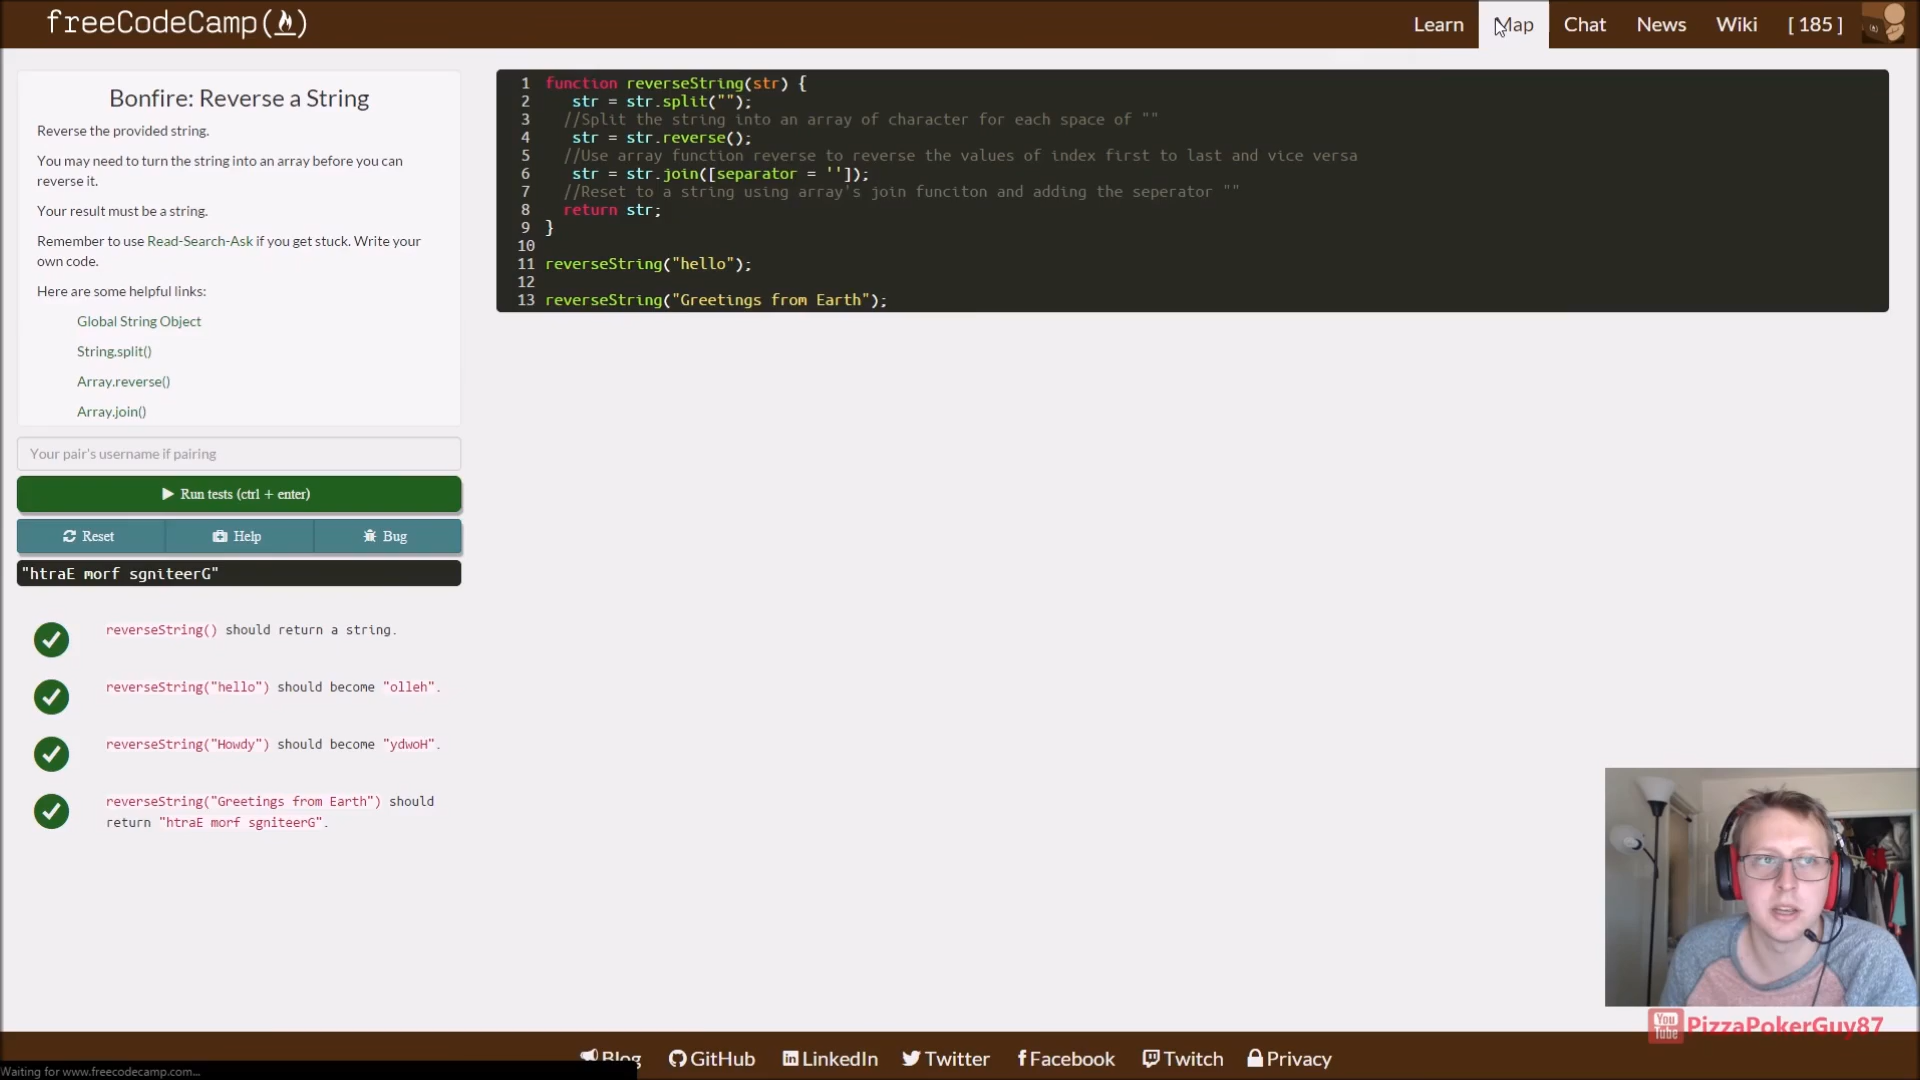 freeCodeCamp
Learn
Map
Chat
News
Wiki
[ 185 ]
Bonfire: Reverse a String
Reverse the provided string.
You may need to turn the string into an array before you can
reverse it.
Your result must be a string.
Remember to use Read-Search-Ask if you get stuck. Write your
own code.
Here are some helpful links:
Global String Object
String.split()
Array.reverse()
Array.join()
Your pair's username if pairing
Run tests (ctrl + enter)
Reset
Help
Bug
"htraE morf sgniteerG"
reverseString() should return a string.
reverseString("hello") should become "olleh".
reverseString("Howdy") should become "ydwoH".
reverseString("Greetings from Earth") should
return "htraE morf sgniteerG".
1 function reverseString(str) {
2 str = str.split("");
3 //Split the string into an array of character for each space of ""
4 str = str.reverse();
5 //Use array function reverse to reverse the values of index first to last and vice versa
6 str = str.join([separator = '']);
7 //Reset to a string using array's join funciton and adding the seperator ""
8 return str;
9 }
10
11 reverseString("hello");
12
13 reverseString("Greetings from Earth");
You Tube PizzaPokerGuy87
Blog
GitHub
LinkedIn
Twitter
Facebook
Twitch
Privacy
Waiting for www.freecodecamp.com...